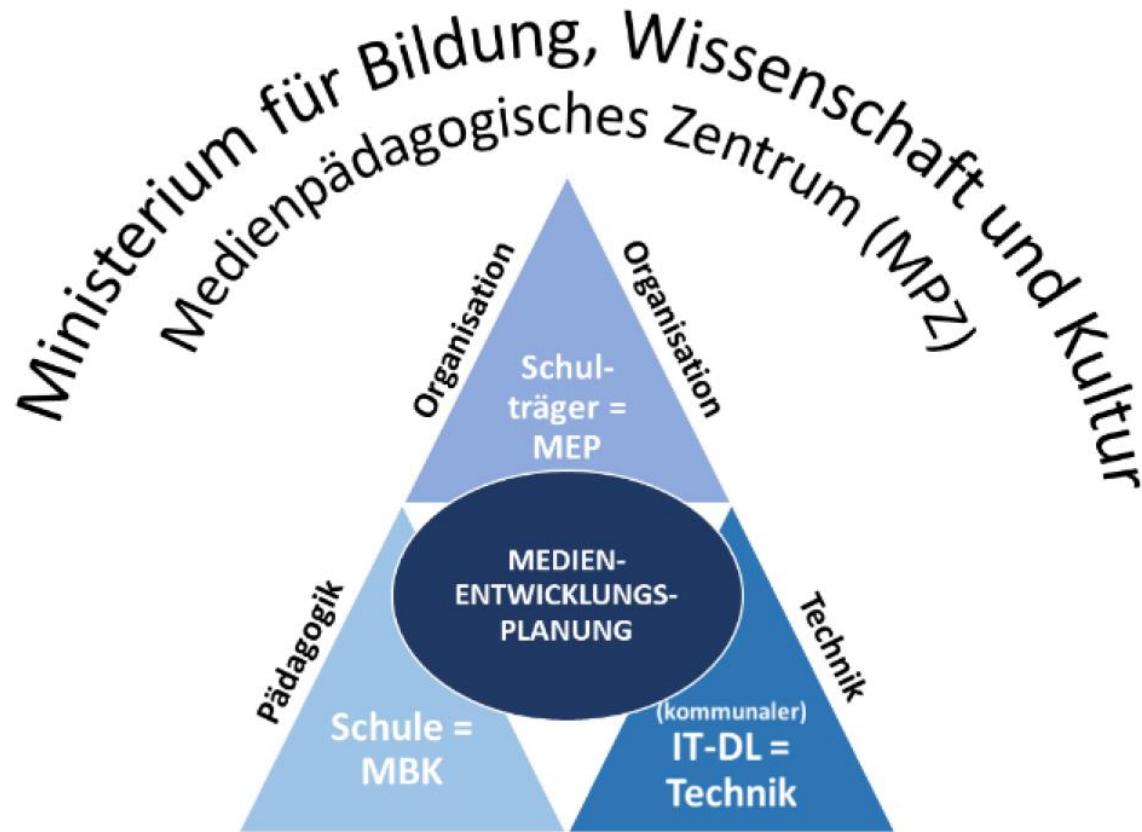 Ministerium für Bildung, Wissenschaft und Kultur
Medienpädagogisches Zentrum (MPZ)
Organisation
Organisation
Schul-
träger =
MEP
MEDIEN-
ENTWICKLUNGS-
PLANUNG
Pädagogik
Technik
Schule =
MBK
(kommunaler)
IT-DL =
Technik